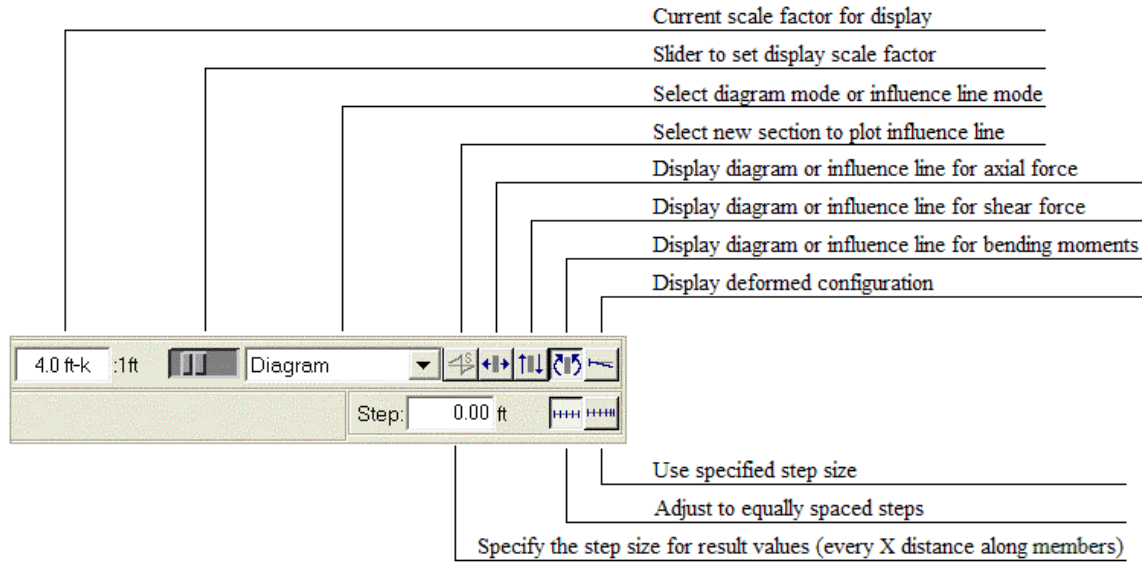 Current scale factor for display
Slider to set display scale factor
Select diagram mode or influence line mode
Select new section to plot influence line
Display diagram or influence line for axial force
Display diagram or influence line for shear force
Display diagram or influence line for bending moments
Display deformed configuration
4.0 ft-k :1ft Diagram S
Step: 0.00 ft
Use specified step size
Adjust to equally spaced steps
Specify the step size for result values (every X distance along members)